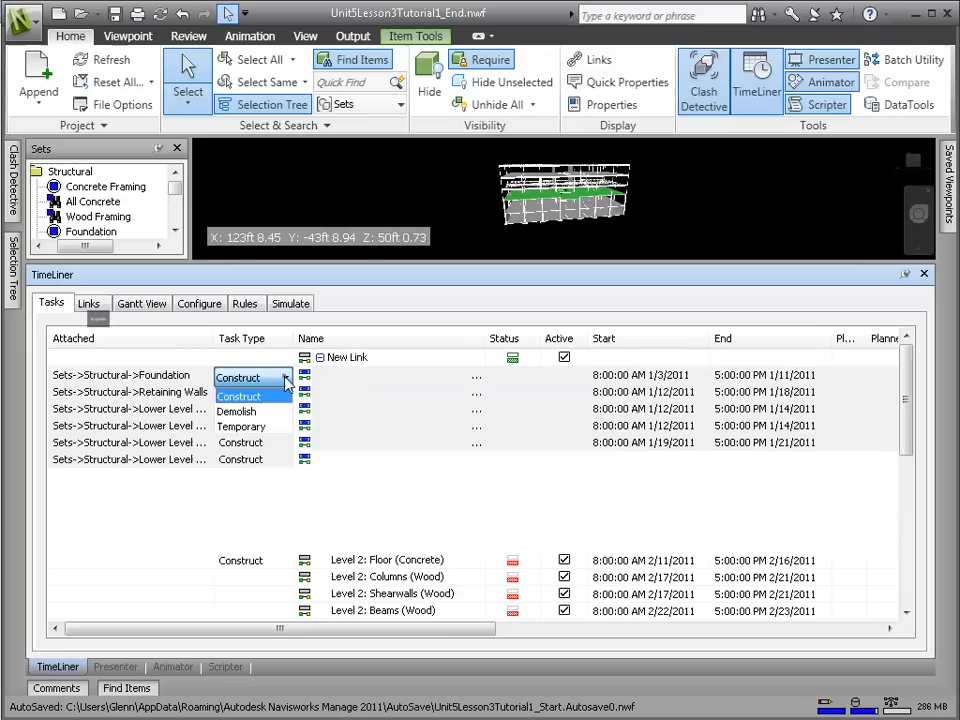 Unit5Lesson3Tutorial1_End.nwf
Type a keyword or phrase
Home Viewpoint Review Animation View Output Item Tools
Append
Refresh
Reset All...
File Options
Project
Select
Select All
Select Same
Selection Tree
Find Items
Quick Find
Sets
Select & Search
Hide
Require
Hide Unselected
Unhide All
Visibility
Links
Quick Properties
Properties
Display
Clash Detective
TimeLiner
Presenter
Animator
Scripter
Batch Utility
Compare
DataTools
Tools
Clash Detective
Selection Tree
Sets
Structural
Concrete Framing
All Concrete
Wood Framing
Foundation
X: 123ft 8.45 Y: -43ft 8.94 Z: 50ft 0.73
Saved Viewpoints
TimeLiner
Tasks Links Gantt View Configure Rules Simulate
Attached Task Type Name Status Active Start End Pl... Planne
New Link
Sets->Structural->Foundation Construct ... 8:00:00 AM 1/3/2011 5:00:00 PM 1/11/2011
Sets->Structural->Retaining Walls Construct ... 8:00:00 AM 1/12/2011 5:00:00 PM 1/18/2011
Sets->Structural->Lower Level ... Demolish ... 8:00:00 AM 1/12/2011 5:00:00 PM 1/14/2011
Sets->Structural->Lower Level ... Temporary ... 8:00:00 AM 1/12/2011 5:00:00 PM 1/14/2011
Sets->Structural->Lower Level ... Construct ... 8:00:00 AM 1/19/2011 5:00:00 PM 1/21/2011
Sets->Structural->Lower Level ... Construct
Construct Level 2: Floor (Concrete) 8:00:00 AM 2/11/2011 5:00:00 PM 2/16/2011
Level 2: Columns (Wood) 8:00:00 AM 2/17/2011 5:00:00 PM 2/21/2011
Level 2: Shearwalls (Wood) 8:00:00 AM 2/17/2011 5:00:00 PM 2/21/2011
Level 2: Beams (Wood) 8:00:00 AM 2/22/2011 5:00:00 PM 2/23/2011
TimeLiner Presenter Animator Scripter
Comments Find Items
AutoSaved: C:\Users\Glenn\AppData\Roaming\Autodesk Navisworks Manage 2011\AutoSave\Unit5Lesson3Tutorial1_Start.Autosave0.nwf
286 MB